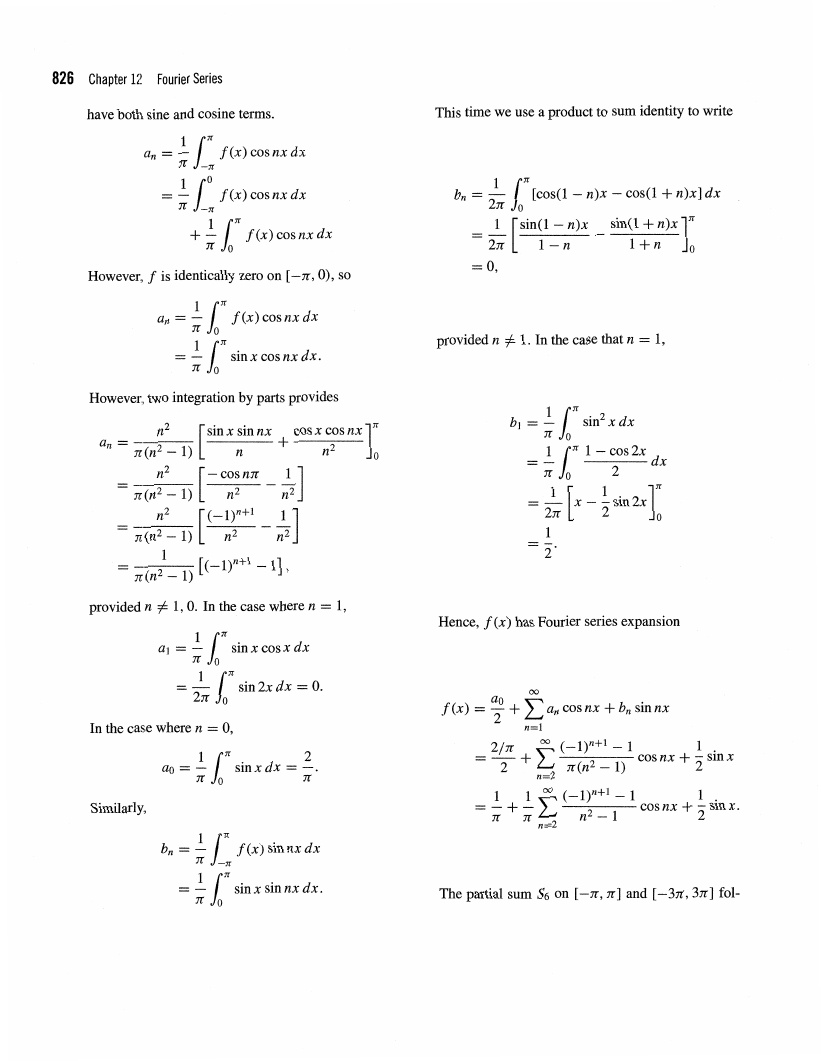 826 Chapter 12 Fourier Series
have both sine and cosine terms.
a_n = \frac{1}{\pi} \int_{-\pi}^{\pi} f(x) \cos nx \, dx
= \frac{1}{\pi} \int_{-\pi}^{0} f(x) \cos nx \, dx
+ \frac{1}{\pi} \int_{0}^{\pi} f(x) \cos nx \, dx
However, f is identically zero on [−π, 0), so
a_n = \frac{1}{\pi} \int_{0}^{\pi} f(x) \cos nx \, dx
= \frac{1}{\pi} \int_{0}^{\pi} \sin x \cos nx \, dx.
However, two integration by parts provides
a_n = \frac{n^2}{\pi(n^2 - 1)} \left[ \frac{\sin x \sin nx}{n} + \frac{\cos x \cos nx}{n^2} \right]_0^{\pi}
= \frac{n^2}{\pi(n^2 - 1)} \left[ \frac{-\cos n\pi}{n^2} - \frac{1}{n^2} \right]
= \frac{n^2}{\pi(n^2 - 1)} \left[ \frac{(-1)^{n+1}}{n^2} - \frac{1}{n^2} \right]
= \frac{1}{\pi(n^2 - 1)} \left[ (-1)^{n+1} - 1 \right],
provided n ≠ 1, 0. In the case where n = 1,
a_1 = \frac{1}{\pi} \int_{0}^{\pi} \sin x \cos x \, dx
= \frac{1}{2\pi} \int_{0}^{\pi} \sin 2x \, dx = 0.
In the case where n = 0,
a_0 = \frac{1}{\pi} \int_{0}^{\pi} \sin x \, dx = \frac{2}{\pi}.
Similarly,
b_n = \frac{1}{\pi} \int_{-\pi}^{\pi} f(x) \sin nx \, dx
= \frac{1}{\pi} \int_{0}^{\pi} \sin x \sin nx \, dx.
This time we use a product to sum identity to write
b_n = \frac{1}{2\pi} \int_{0}^{\pi} [\cos(1 - n)x - \cos(1 + n)x] \, dx
= \frac{1}{2\pi} \left[ \frac{\sin(1 - n)x}{1 - n} - \frac{\sin(1 + n)x}{1 + n} \right]_0^{\pi}
= 0,
provided n ≠ 1. In the case that n = 1,
b_1 = \frac{1}{\pi} \int_{0}^{\pi} \sin^2 x \, dx
= \frac{1}{\pi} \int_{0}^{\pi} \frac{1 - \cos 2x}{2} \, dx
= \frac{1}{2\pi} \left[ x - \frac{1}{2} \sin 2x \right]_0^{\pi}
= \frac{1}{2}.
Hence, f(x) has Fourier series expansion
f(x) = \frac{a_0}{2} + \sum_{n=1}^{\infty} a_n \cos nx + b_n \sin nx
= \frac{2/\pi}{2} + \sum_{n=2}^{\infty} \frac{(-1)^{n+1} - 1}{\pi(n^2 - 1)} \cos nx + \frac{1}{2} \sin x
= \frac{1}{\pi} + \frac{1}{\pi} \sum_{n=2}^{\infty} \frac{(-1)^{n+1} - 1}{n^2 - 1} \cos nx + \frac{1}{2} \sin x.
The partial sum S_6 on [−π, π] and [−3π, 3π] fol-